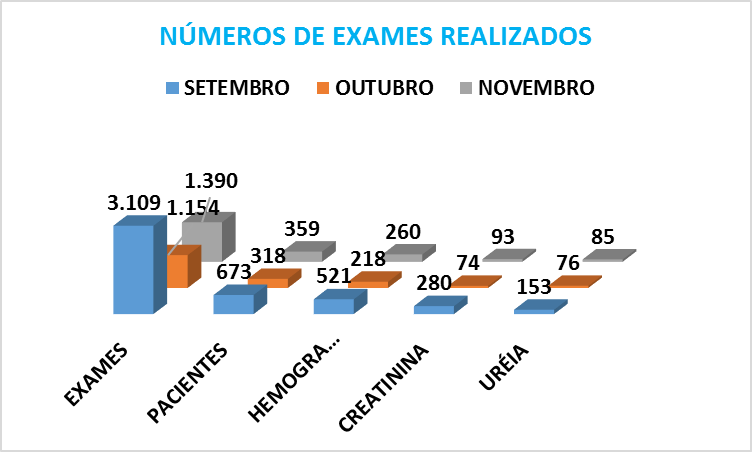 NÚMEROS DE EXAMES REALIZADOS
SETEMBRO OUTUBRO NOVEMBRO
1.390
3.109 1.154
359 260 93 85
318 218 74 76
673 521 280 153
EXAMES PACIENTES HEMOGRA... CREATININA URÉIA